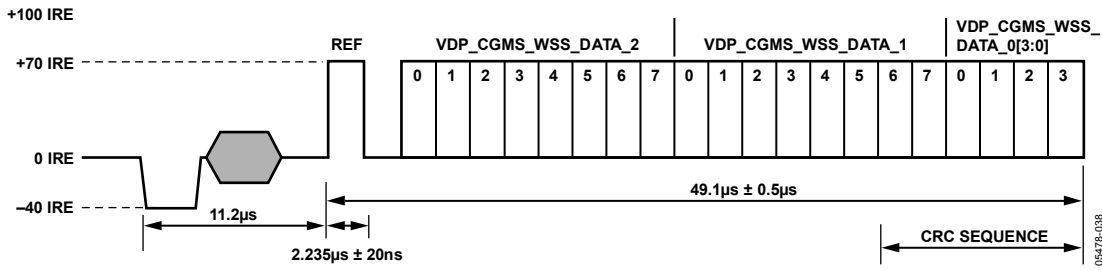 +100 IRE
REF
VDP_CGMS_WSS_DATA_2
VDP_CGMS_WSS_DATA_1
VDP_CGMS_WSS_
DATA_0[3:0]
+70 IRE
0 1 2 3 4 5 6 7 0 1 2 3 4 5 6 7 0 1 2 3
0 IRE
–40 IRE
11.2µs
49.1µs ± 0.5µs
2.235µs ± 20ns
CRC SEQUENCE
05478-038